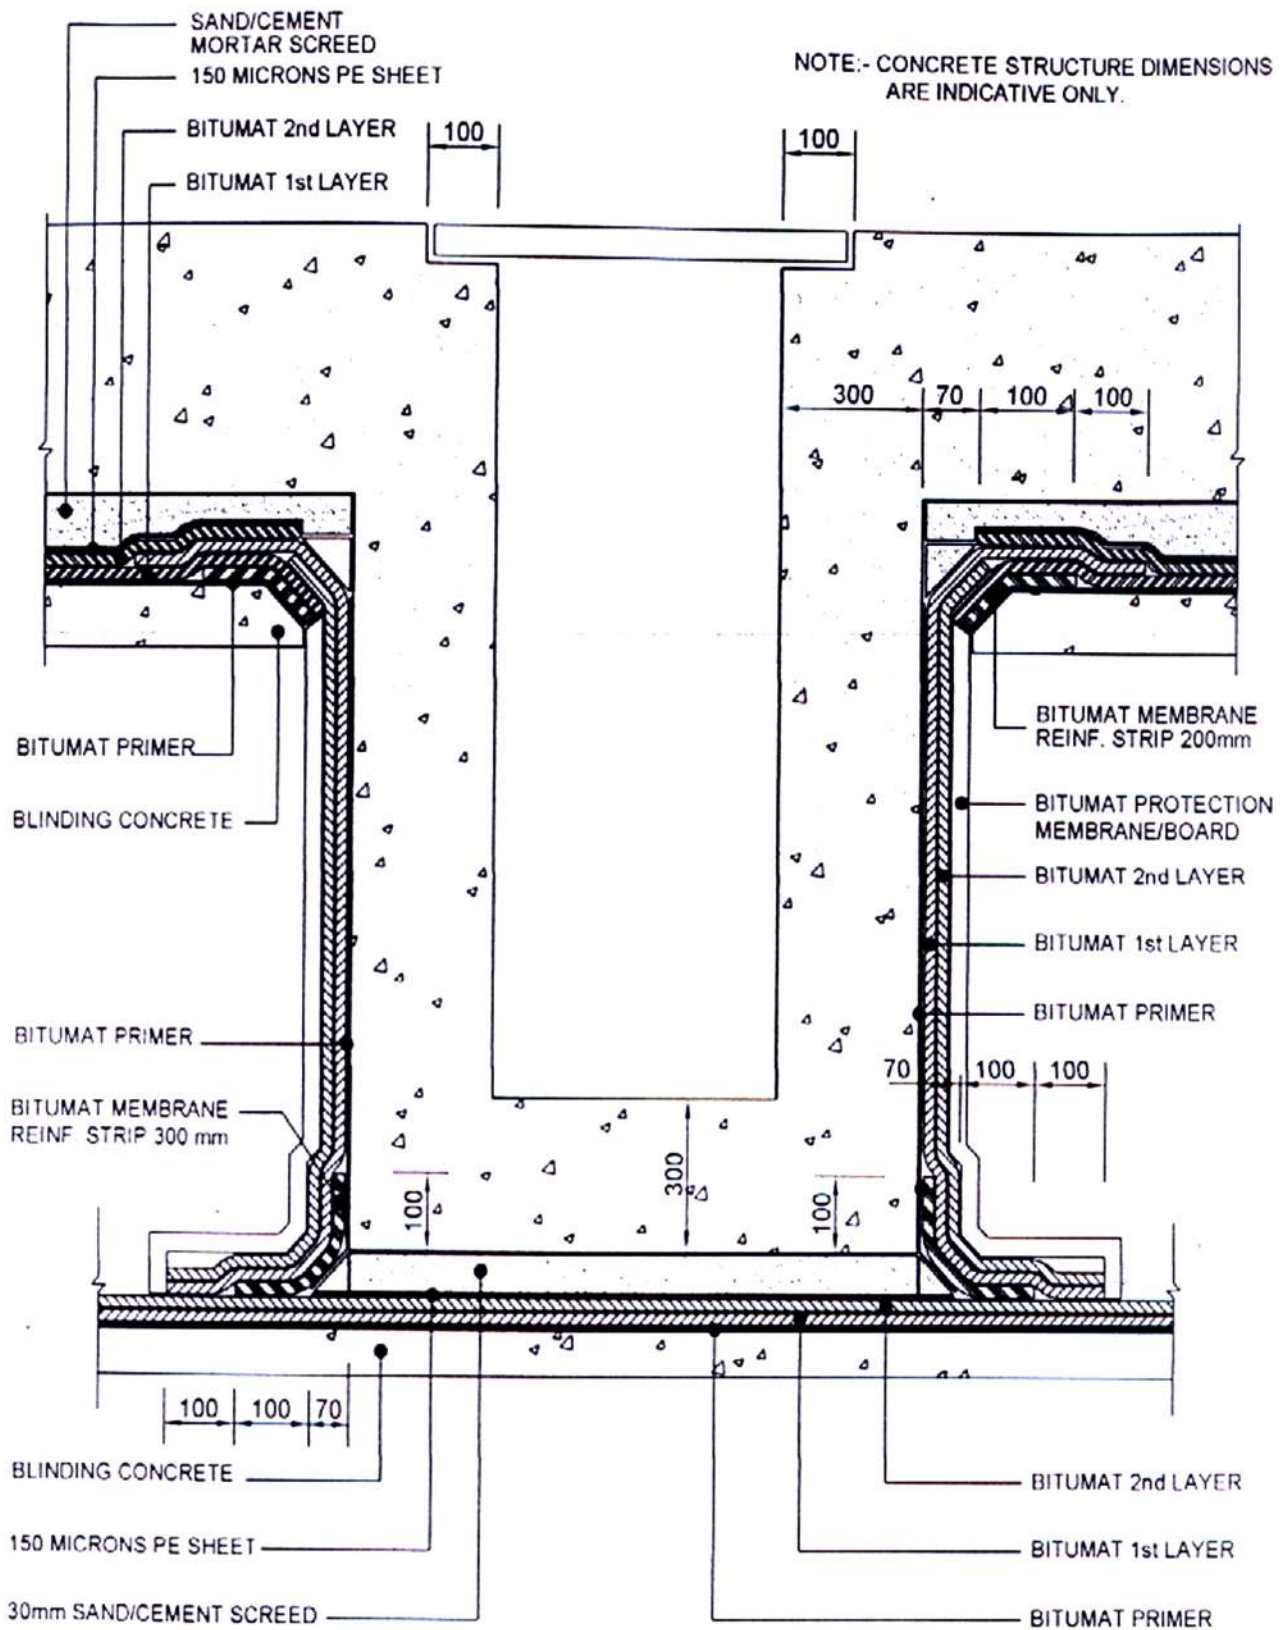 SAND/CEMENT
MORTAR SCREED
150 MICRONS PE SHEET
BITUMAT 2nd LAYER
BITUMAT 1st LAYER
NOTE:- CONCRETE STRUCTURE DIMENSIONS
ARE INDICATIVE ONLY.
100
100
300
70
100
100
BITUMAT PRIMER
BLINDING CONCRETE
BITUMAT MEMBRANE
REINF. STRIP 200mm
BITUMAT PROTECTION
MEMBRANE/BOARD
BITUMAT 2nd LAYER
BITUMAT 1st LAYER
BITUMAT PRIMER
BITUMAT PRIMER
BITUMAT MEMBRANE
REINF. STRIP 300 mm
70
100
100
100
300
100
100
100
70
BLINDING CONCRETE
150 MICRONS PE SHEET
30mm SAND/CEMENT SCREED
BITUMAT 2nd LAYER
BITUMAT 1st LAYER
BITUMAT PRIMER